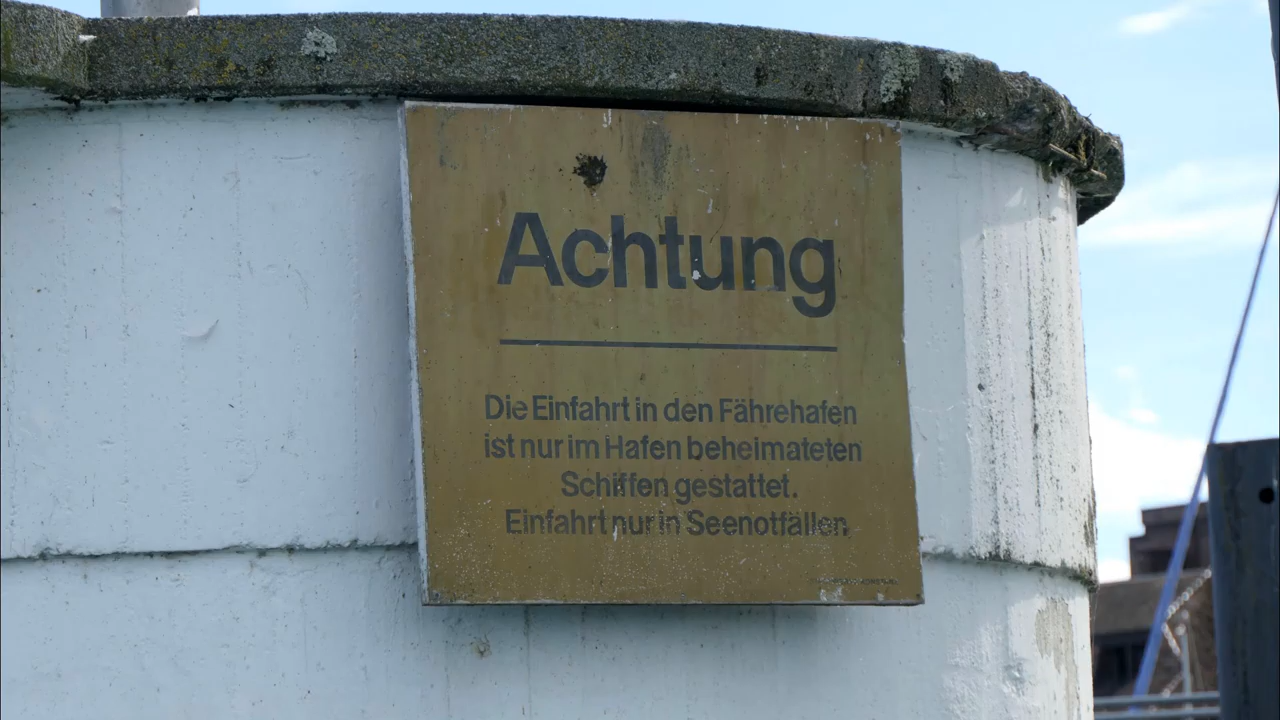 Achtung
Die Einfahrt in den Fährehafen
ist nur im Hafen beheimateten
Schiffen gestattet.
Einfahrt nur in Seenotfällen